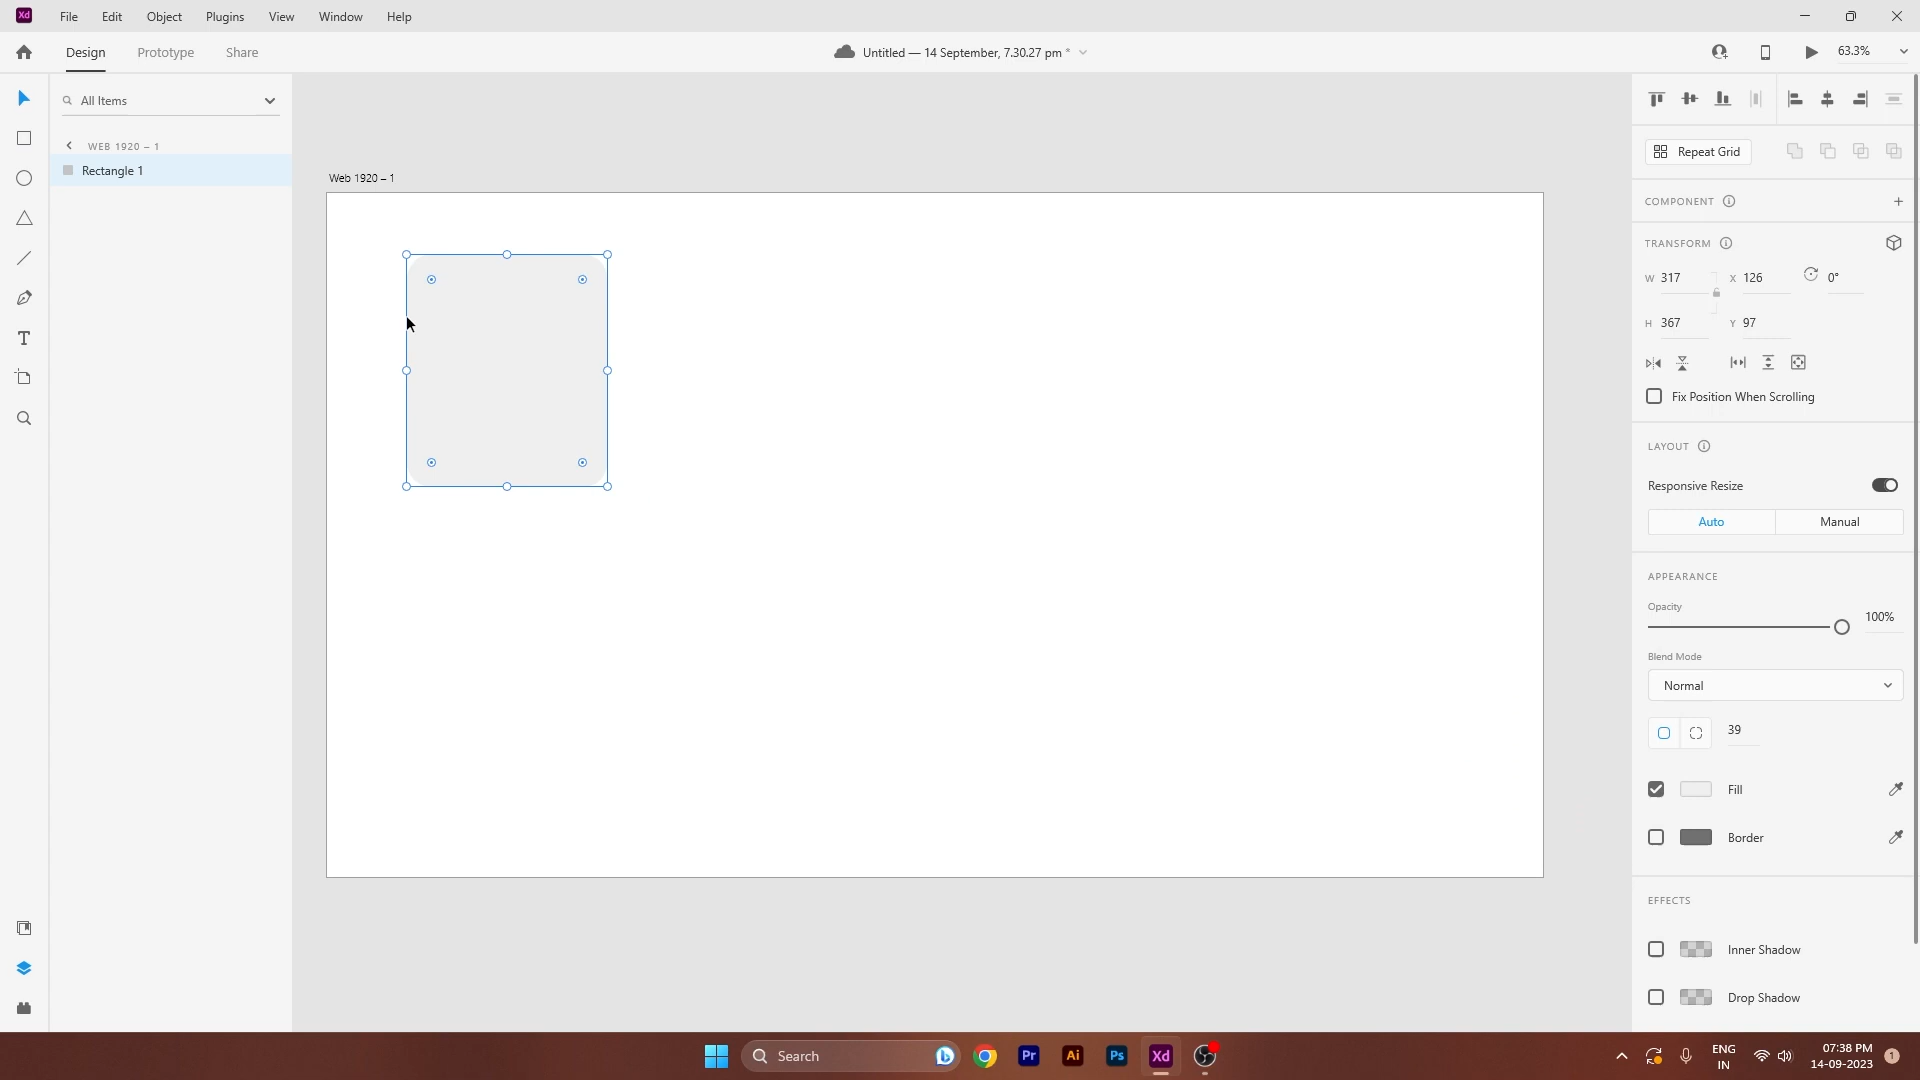 Xd File Edit Object Plugins View Window Help
Design Prototype Share Untitled — 14 September, 7.30.27 pm * 63.3%
All Items
WEB 1920 – 1
Rectangle 1
Web 1920 – 1
Repeat Grid
COMPONENT
TRANSFORM
W 317 X 126 0°
H 367 Y 97
Fix Position When Scrolling
LAYOUT
Responsive Resize
Auto Manual
APPEARANCE
Opacity
100%
Blend Mode
Normal
39
Fill
Border
EFFECTS
Inner Shadow
Drop Shadow
T
Search Pr Ai Ps Xd
ENG
IN
07:38 PM
14-09-2023
1